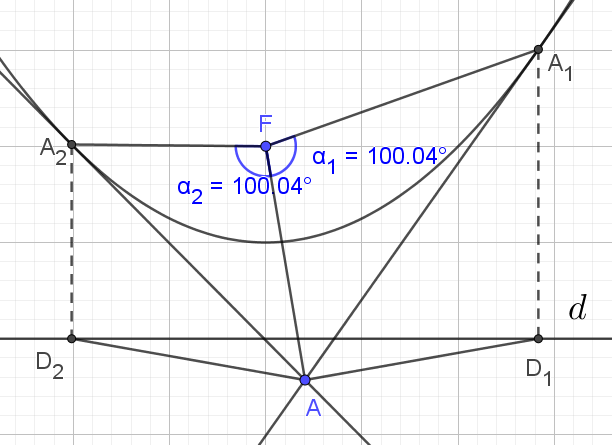 A₁
F
A₂
α₁ = 100.04°
α₂ = 100.04°
d
D₂
D₁
A